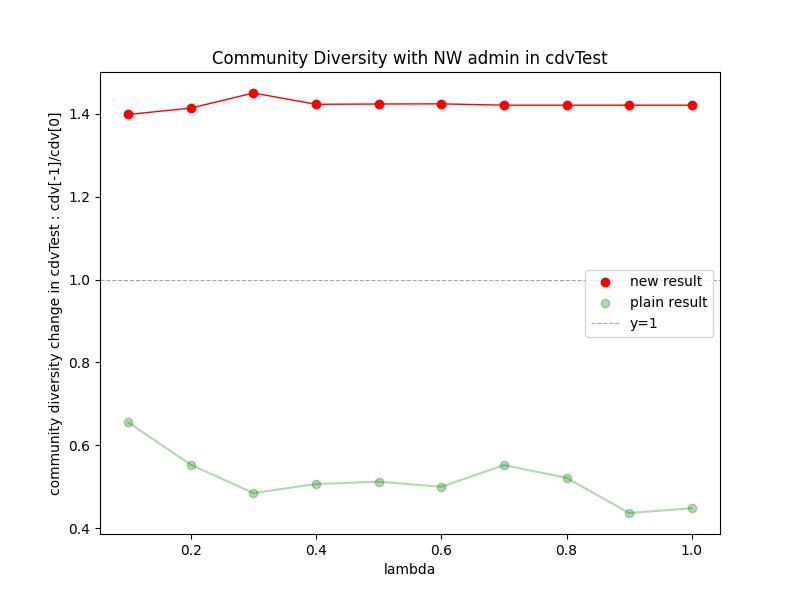 Community Diversity with NW admin in cdvTest
community diversity change in cdvTest : cdv[-1]/cdv[0]
1.4
1.2
1.0
0.8
0.6
0.4
new result
plain result
y=1
0.2 0.4 0.6 0.8 1.0
lambda